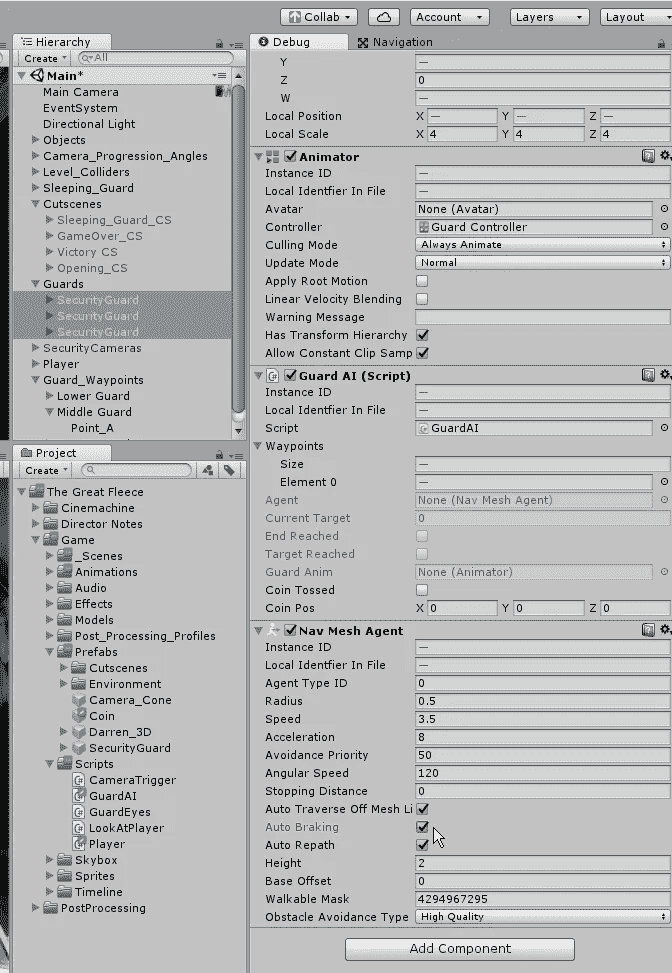 Collab Account Layers Layout
Hierarchy
Create All
Main*
Main Camera
EventSystem
Directional Light
Objects
Camera_Progression_Angles
Level_Colliders
Sleeping_Guard
Cutscenes
Sleeping_Guard_CS
GameOver_CS
Victory CS
Opening_CS
Guards
SecurityGuard
SecurityGuard
SecurityGuard
SecurityCameras
Player
Guard_Waypoints
Lower Guard
Middle Guard
Point_A
Project
Create
The Great Fleece
Cinemachine
Director Notes
Game
_Scenes
Animations
Audio
Effects
Models
Post_Processing_Profiles
Prefabs
Cutscenes
Environment
Camera_Cone
Coin
Darren_3D
SecurityGuard
Scripts
CameraTrigger
GuardAI
GuardEyes
LookAtPlayer
Player
Skybox
Sprites
Timeline
PostProcessing
Debug Navigation
Y —
Z 0
W —
Local Position X — Y — Z —
Local Scale X 4 Y 4 Z 4
Animator
Instance ID —
Local Identfier In File —
Avatar None (Avatar)
Controller Guard Controller
Culling Mode Always Animate
Update Mode Normal
Apply Root Motion
Linear Velocity Blending
Warning Message
Has Transform Hierarchy
Allow Constant Clip Samp
Guard AI (Script)
Instance ID —
Local Identfier In File —
Script GuardAI
Waypoints
Size —
Element 0 —
Agent None (Nav Mesh Agent)
Current Target 0
End Reached
Target Reached
Guard Anim None (Animator)
Coin Tossed
Coin Pos X 0 Y 0 Z 0
Nav Mesh Agent
Instance ID —
Local Identfier In File —
Agent Type ID 0
Radius 0.5
Speed 3.5
Acceleration 8
Avoidance Priority 50
Angular Speed 120
Stopping Distance 0
Auto Traverse Off Mesh Li
Auto Braking
Auto Repath
Height 2
Base Offset 0
Walkable Mask 4294967295
Obstacle Avoidance Type High Quality
Add Component